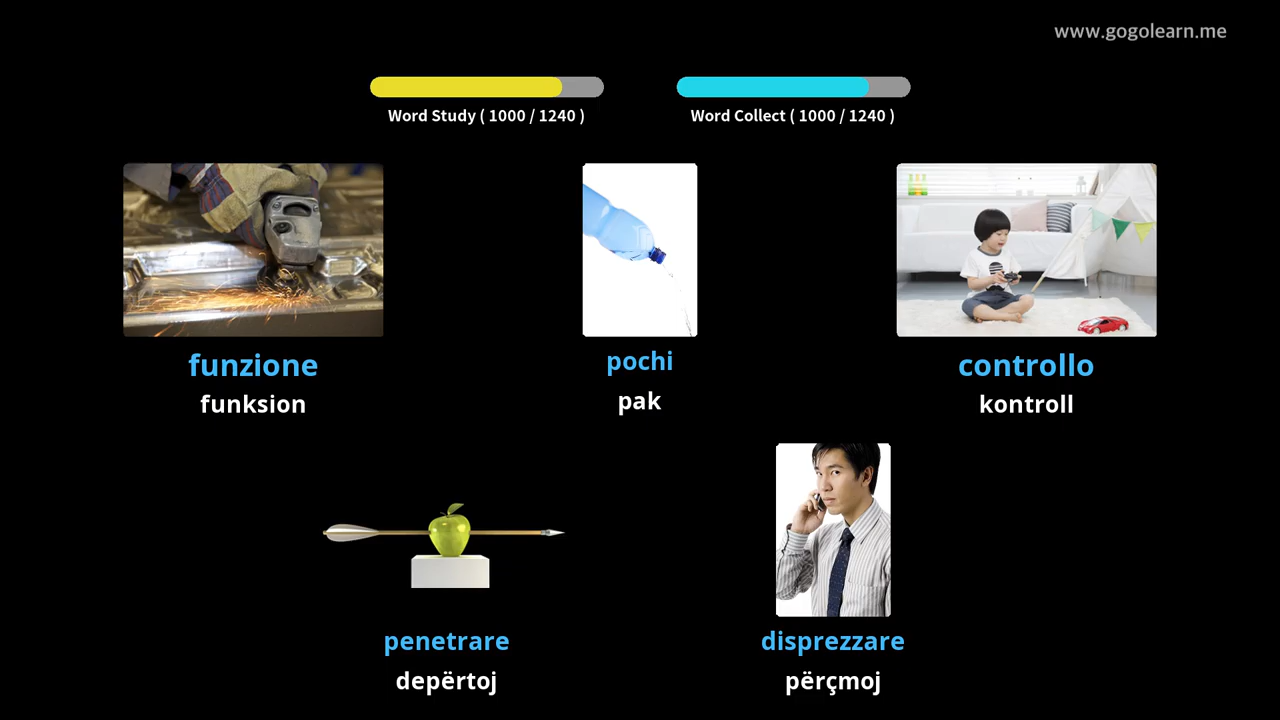 www.gogolearn.me
Word Study ( 1000 / 1240 )
Word Collect ( 1000 / 1240 )
funzione
funksion
pochi
pak
controllo
kontroll
penetrare
depërtoj
disprezzare
përçmoj